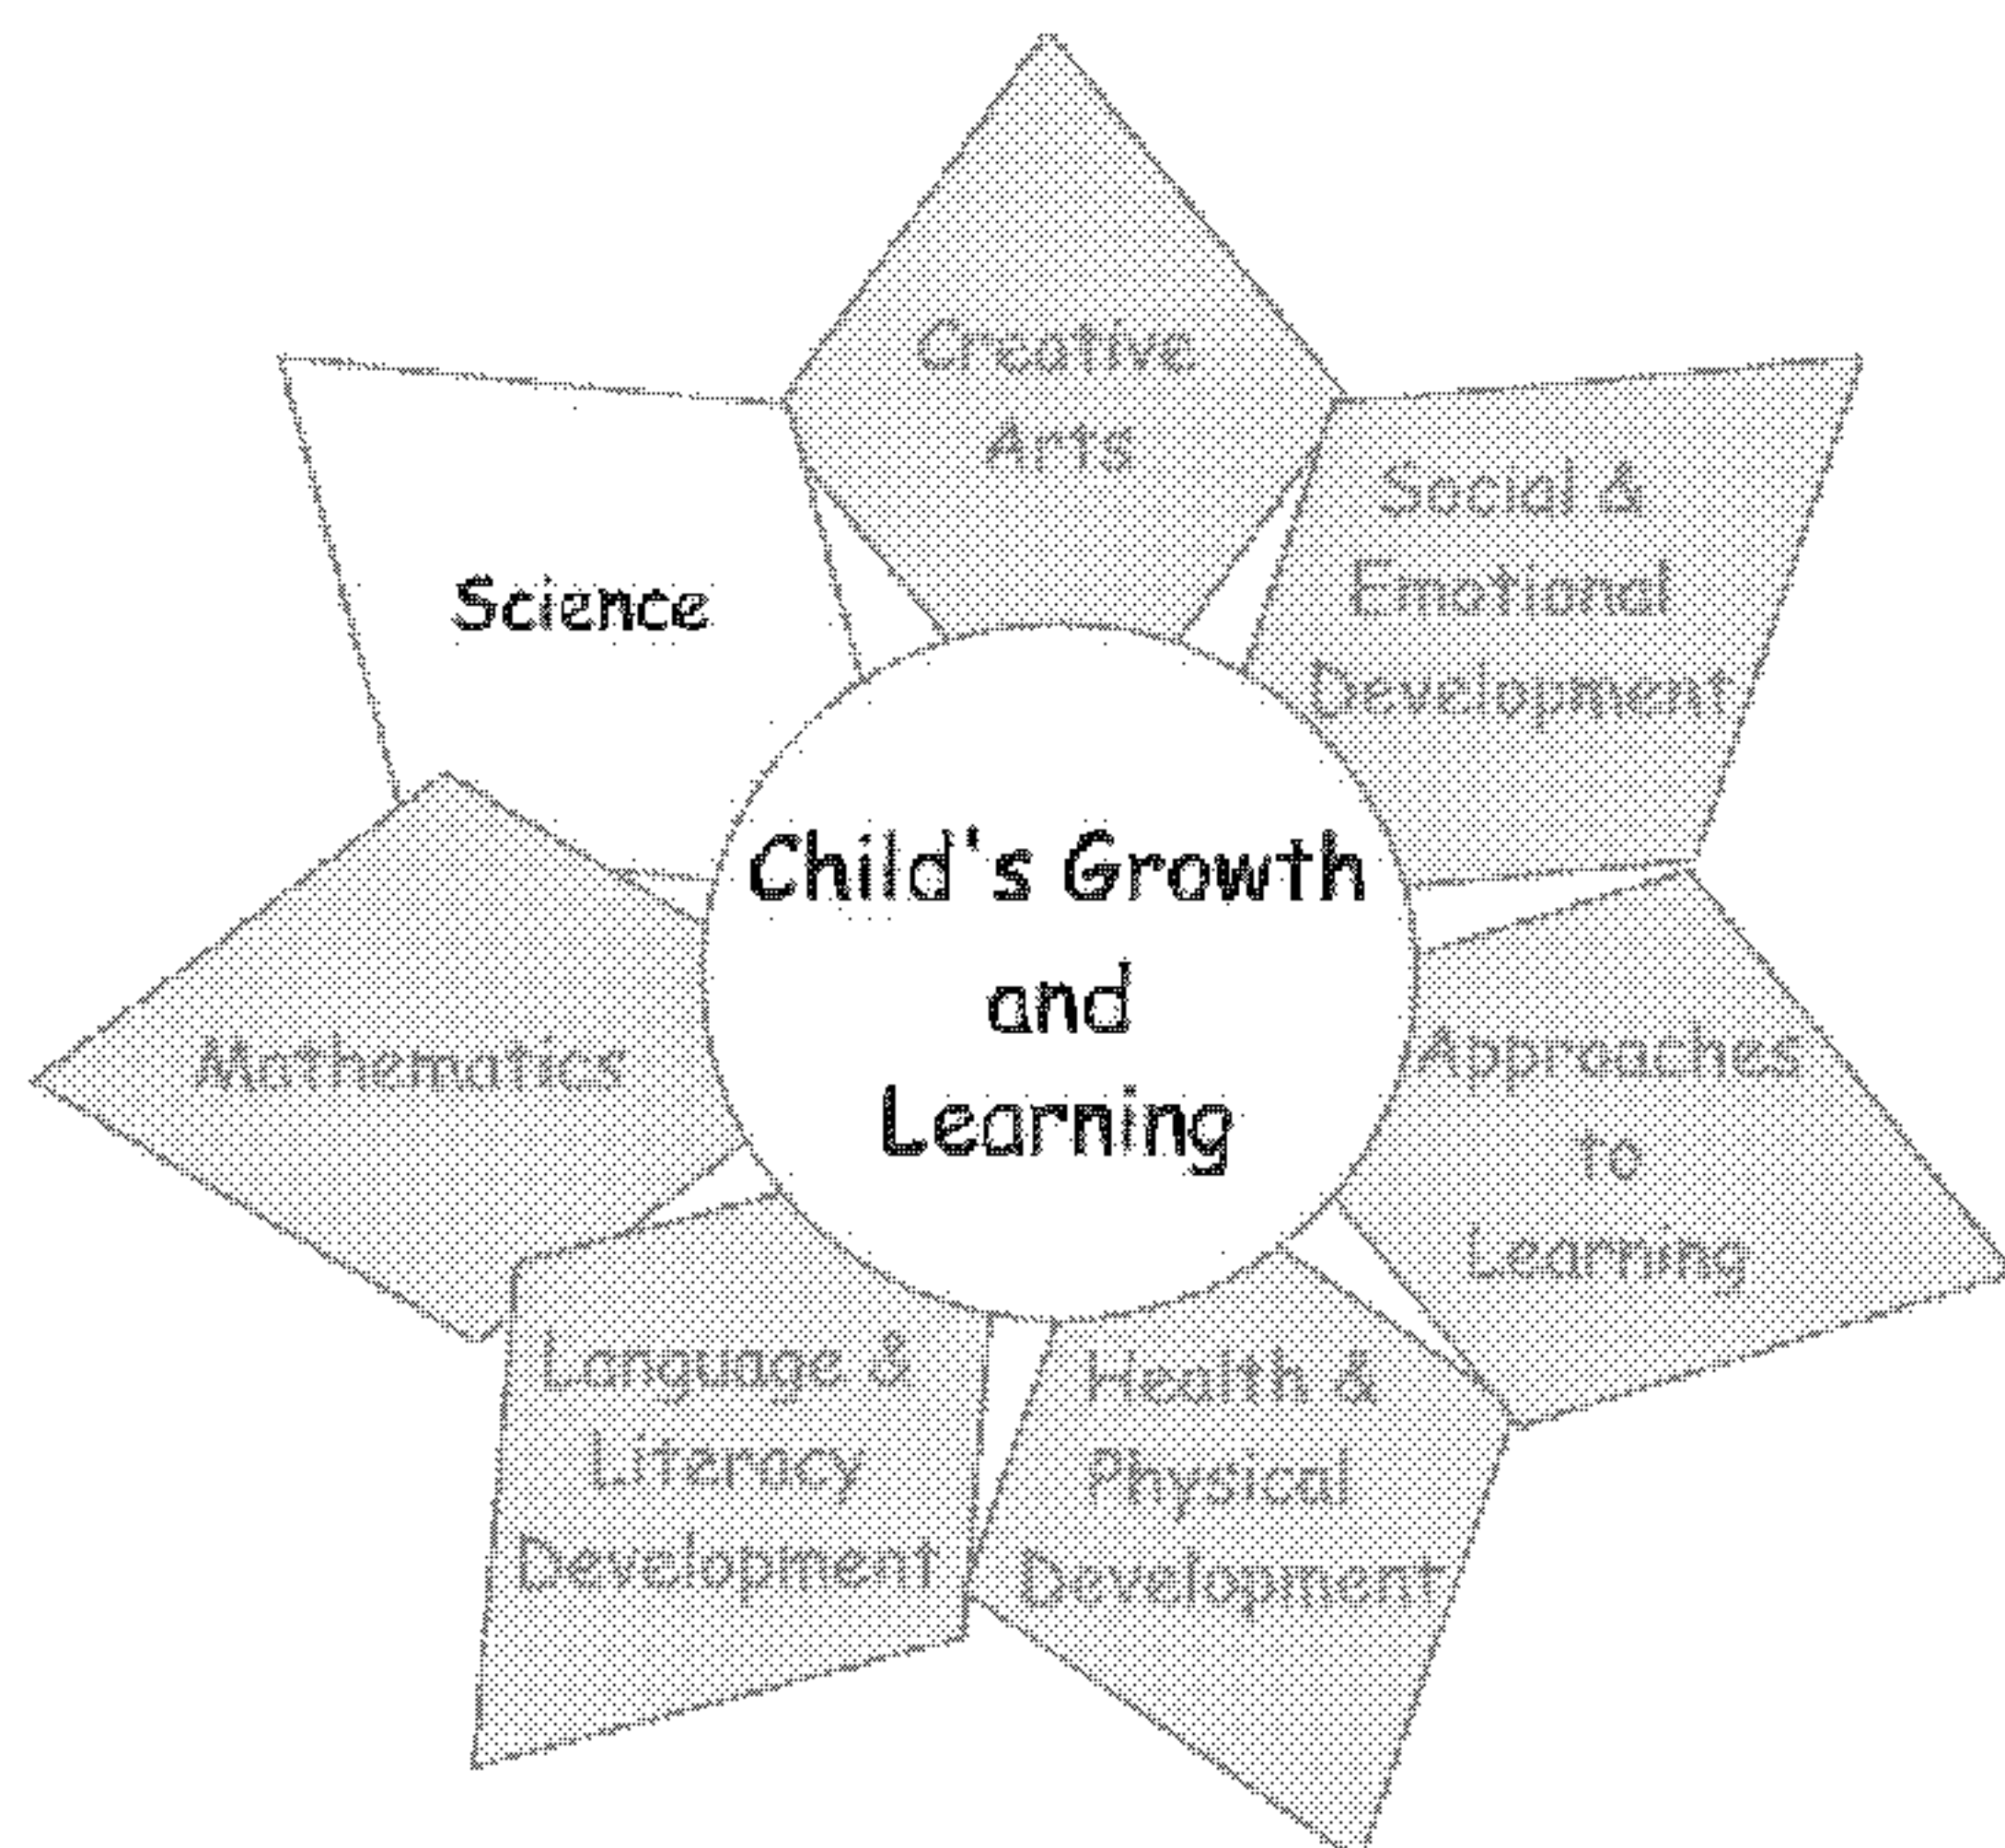 Creative
Arts
Social &
Emotional
Development
Science
Child's Growth
and
Learning
Mathematics
Approaches
to
Learning
Language &
Literacy
Development
Health &
Physical
Development